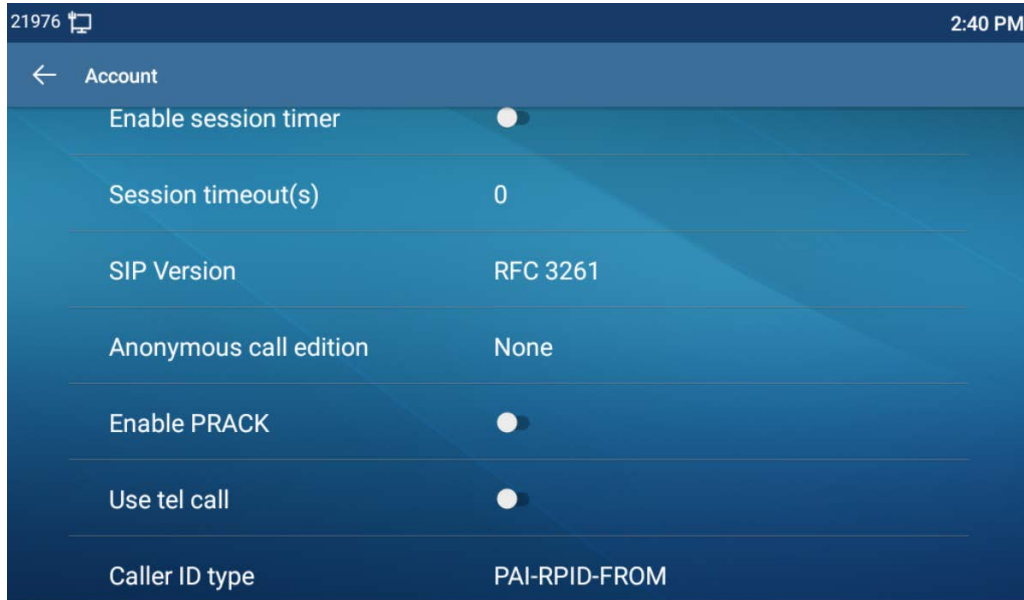 21976 2:40 PM
Account
Enable session timer
Session timeout(s) 0
SIP Version RFC 3261
Anonymous call edition None
Enable PRACK
Use tel call
Caller ID type PAI-RPID-FROM